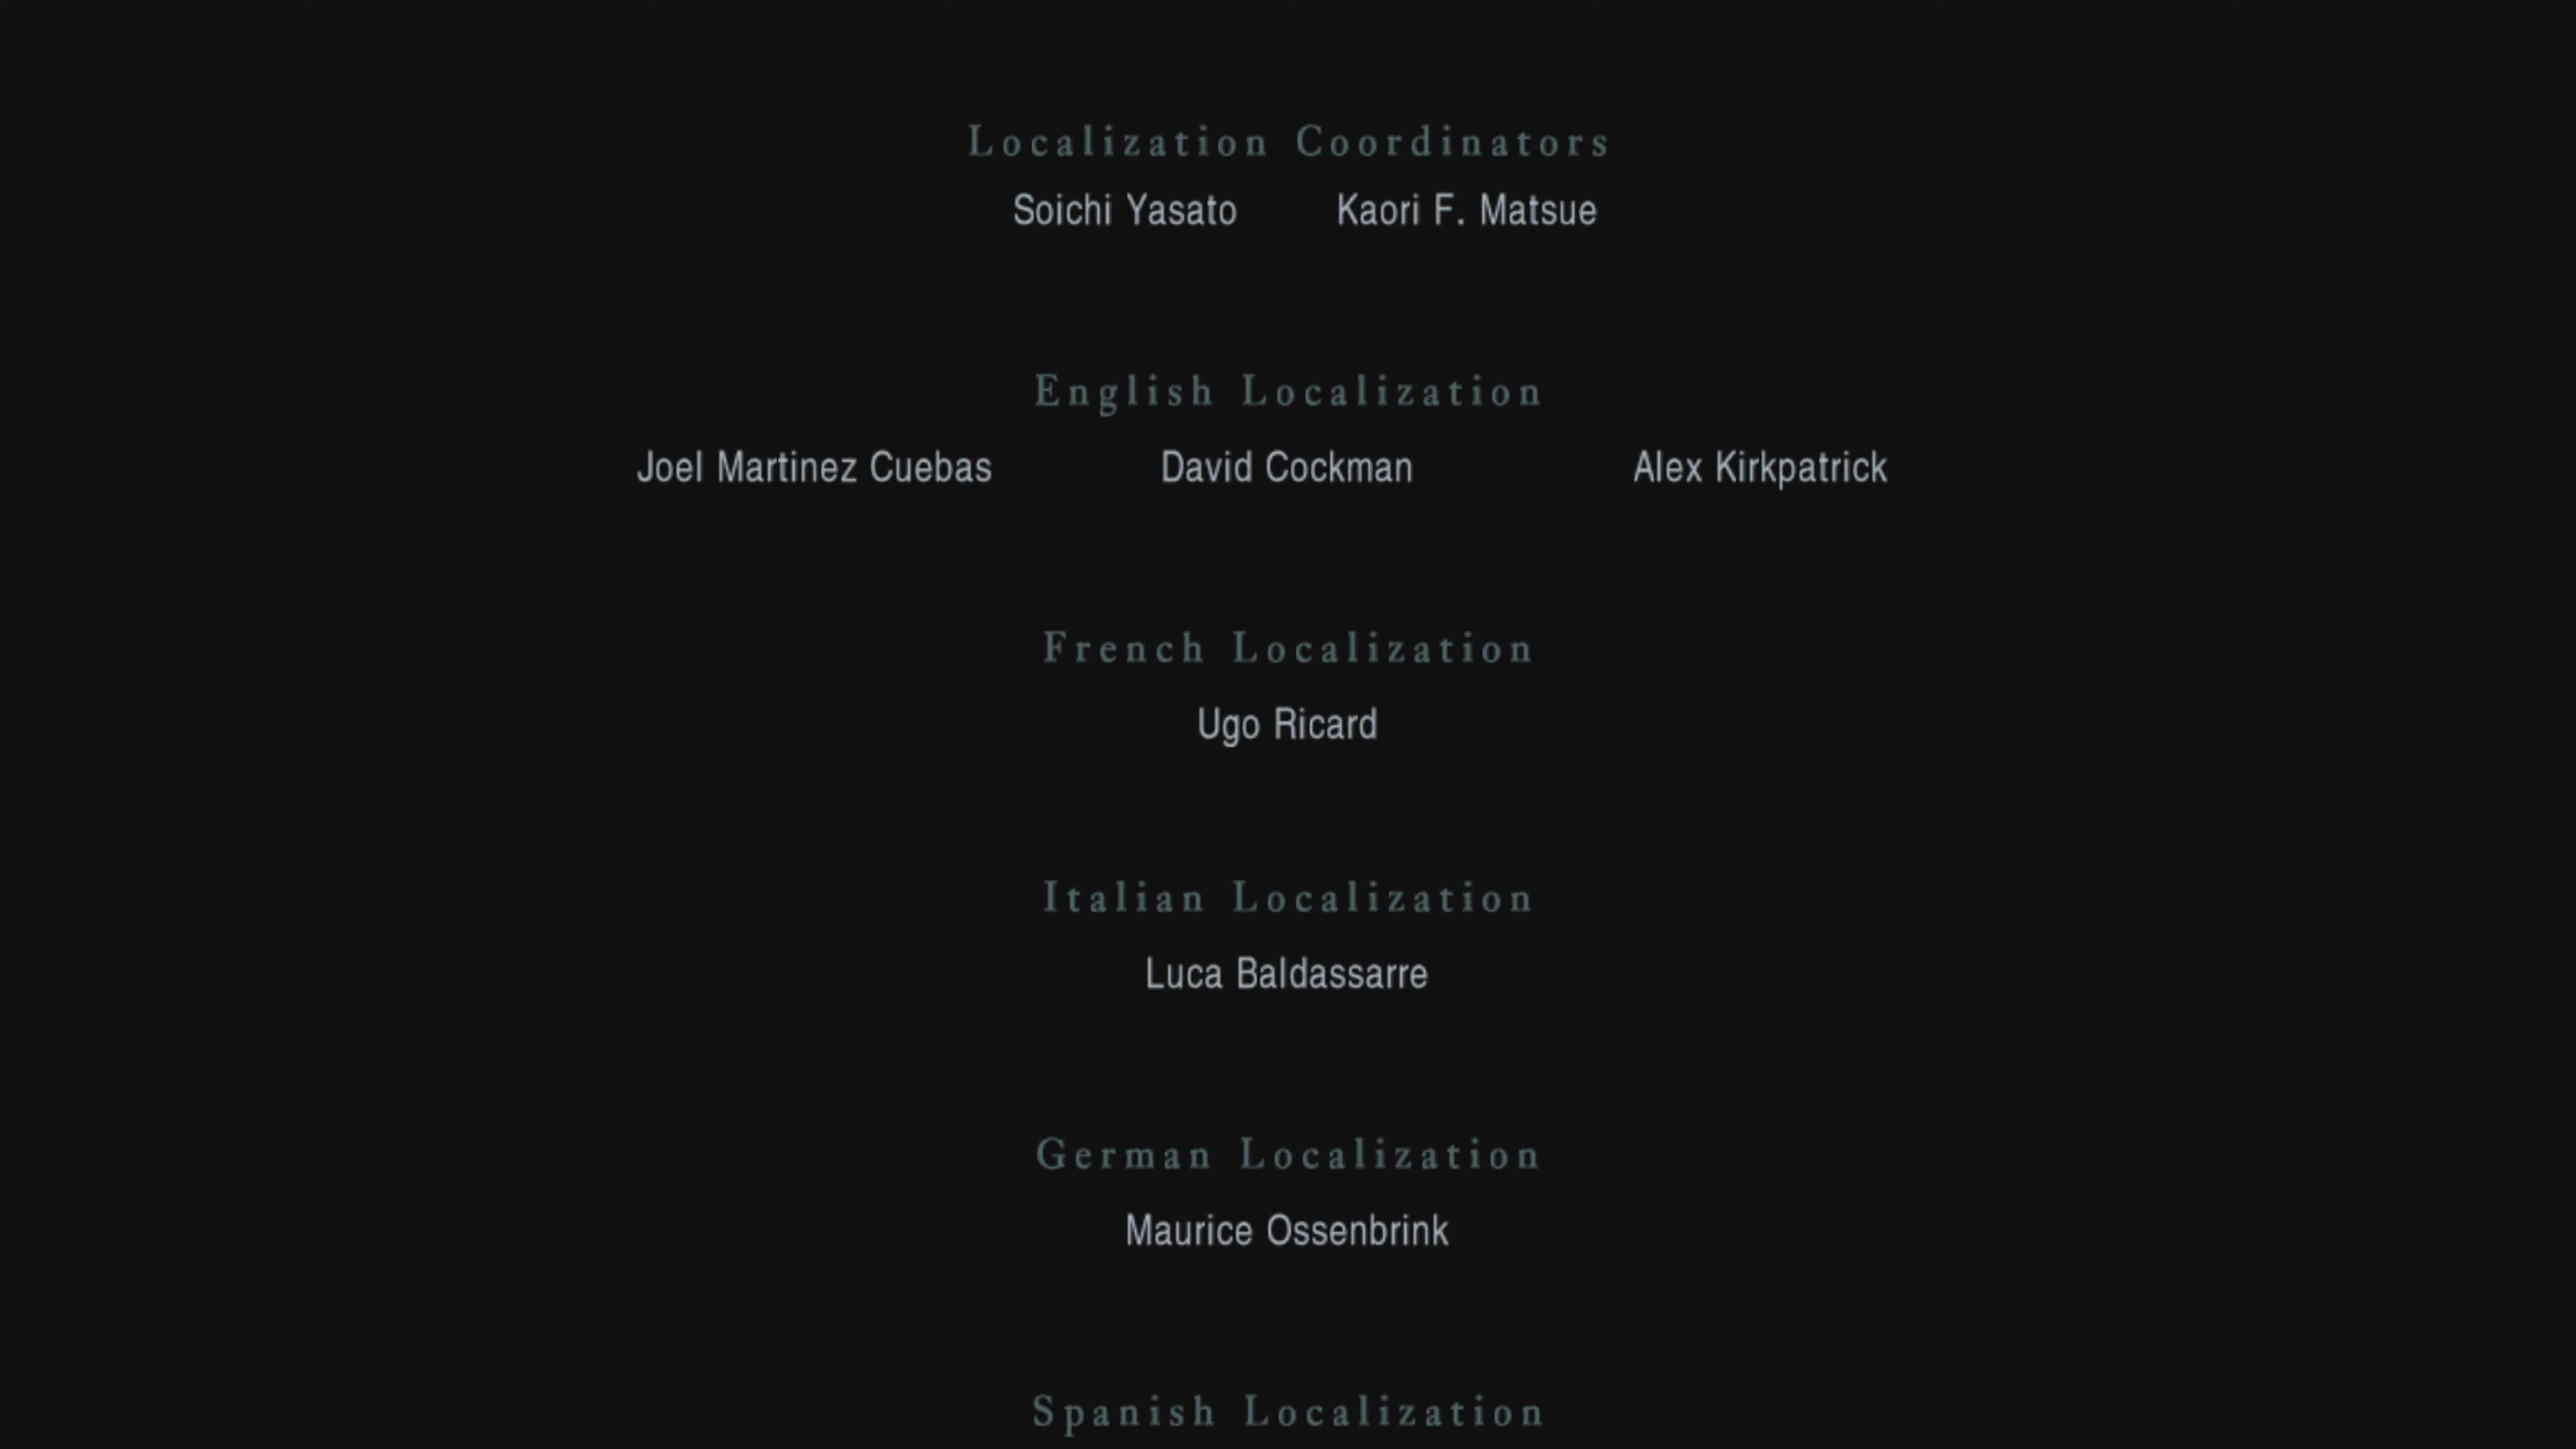 Localization Coordinators
Soichi Yasato Kaori F. Matsue
English Localization
Joel Martinez Cuebas David Cockman Alex Kirkpatrick
French Localization
Ugo Ricard
Italian Localization
Luca Baldassarre
German Localization
Maurice Ossenbrink
Spanish Localization